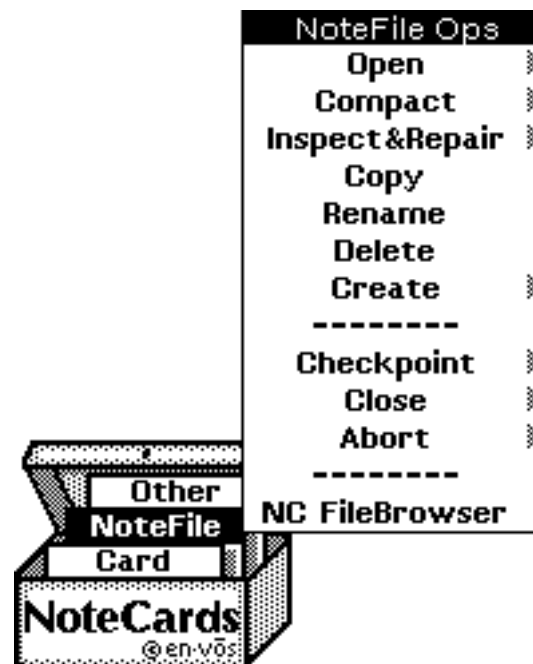 NoteFile Ops
Open
Compact
Inspect&Repair
Copy
Rename
Delete
Create
--------
Checkpoint
Close
Abort
--------
NC FileBrowser
Other
NoteFile
Card
NoteCards
©en·vōs